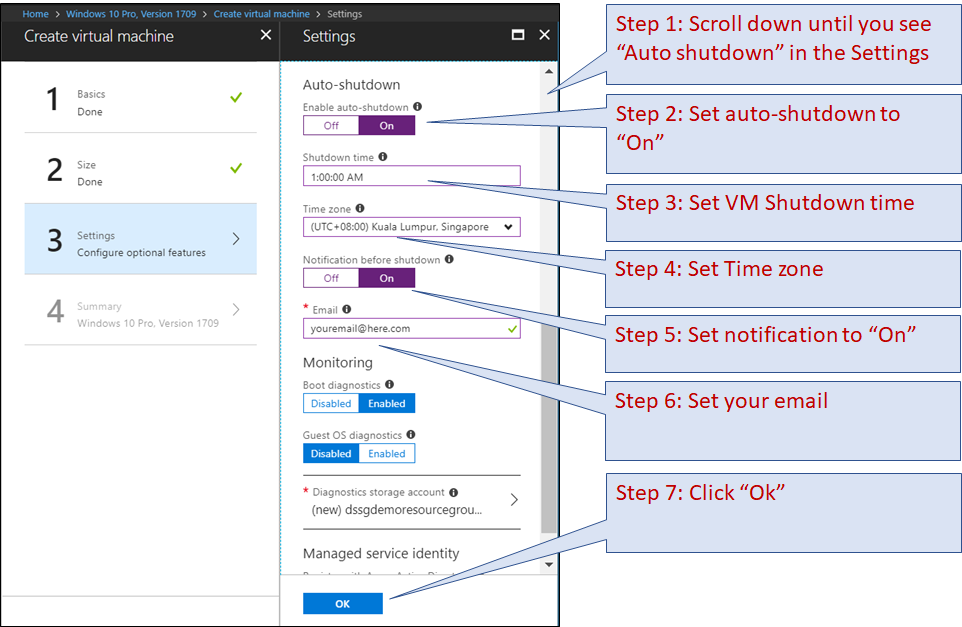 Home > Windows 10 Pro, Version 1709 > Create virtual machine > Settings
Create virtual machine
1
Basics
Done
2
Size
Done
3
Settings
Configure optional features
4
Summary
Windows 10 Pro, Version 1709
Settings
Auto-shutdown
Enable auto-shutdown
Off On
Shutdown time
1:00:00 AM
Time zone
(UTC+08:00) Kuala Lumpur, Singapore
Notification before shutdown
Off On
* Email
youremail@here.com
Monitoring
Boot diagnostics
Disabled Enabled
Guest OS diagnostics
Disabled Enabled
* Diagnostics storage account
(new) dssgdemoresourcegrou...
Managed service identity
OK
Step 1: Scroll down until you see
“Auto shutdown” in the Settings
Step 2: Set auto-shutdown to
“On”
Step 3: Set VM Shutdown time
Step 4: Set Time zone
Step 5: Set notification to “On”
Step 6: Set your email
Step 7: Click “Ok”